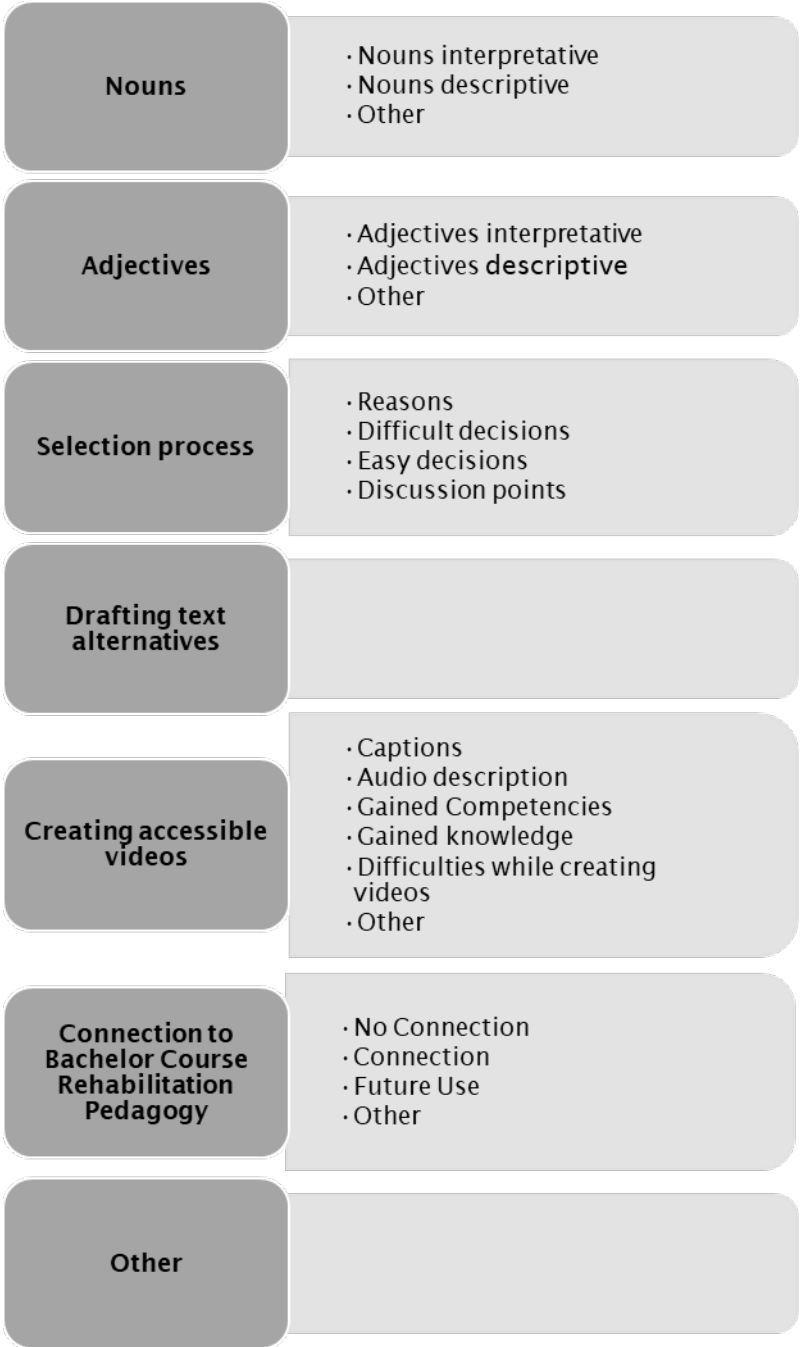 Nouns
· Nouns interpretative
· Nouns descriptive
· Other
Adjectives
· Adjectives interpretative
· Adjectives descriptive
· Other
Selection process
· Reasons
· Difficult decisions
· Easy decisions
· Discussion points
Drafting text
alternatives
Creating accessible
videos
· Captions
· Audio description
· Gained Competencies
· Gained knowledge
· Difficulties while creating
videos
· Other
Connection to
Bachelor Course
Rehabilitation
Pedagogy
· No Connection
· Connection
· Future Use
· Other
Other